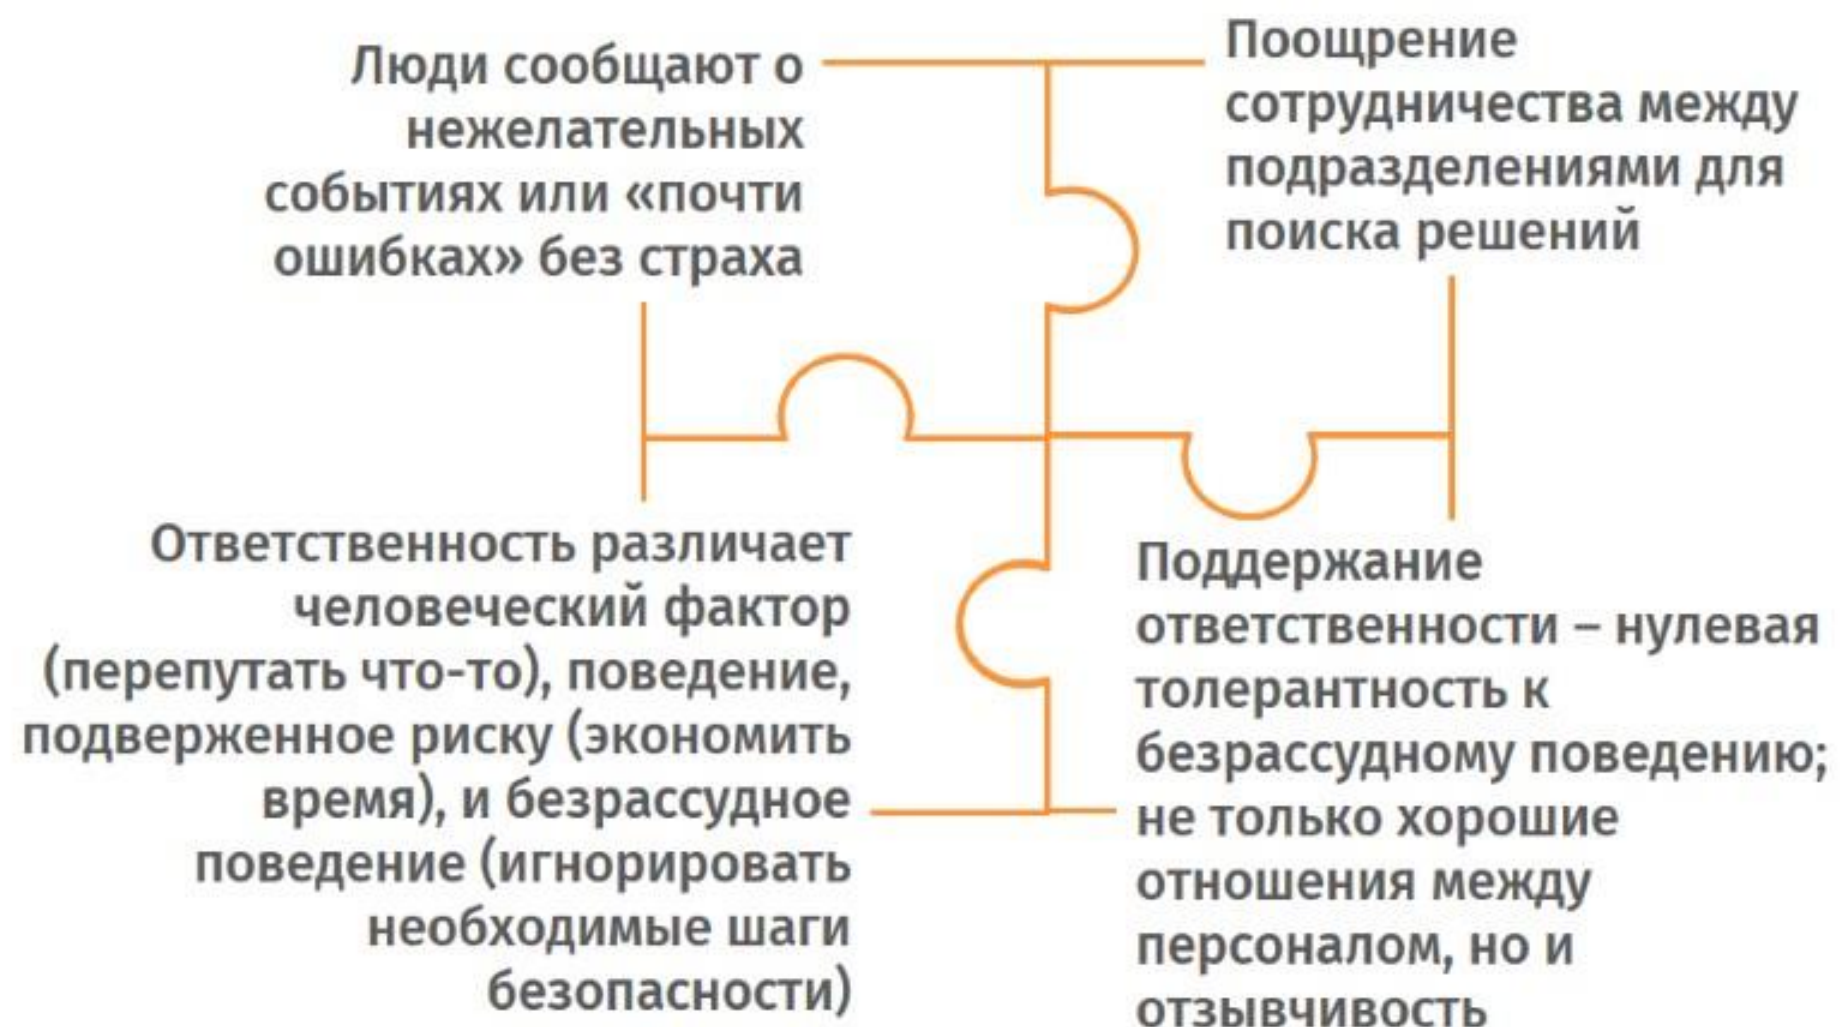 Люди сообщают о
нежелательных
событиях или «почти
ошибках» без страха
Поощрение
сотрудничества между
подразделениями для
поиска решений
Ответственность различает
человеческий фактор
(перепутать что-то), поведение,
подверженное риску (экономить
время), и безрассудное
поведение (игнорировать
необходимые шаги
безопасности)
Поддержание
ответственности – нулевая
толерантность к
безрассудному поведению;
не только хорошие
отношения между
персоналом, но и
отзывчивость